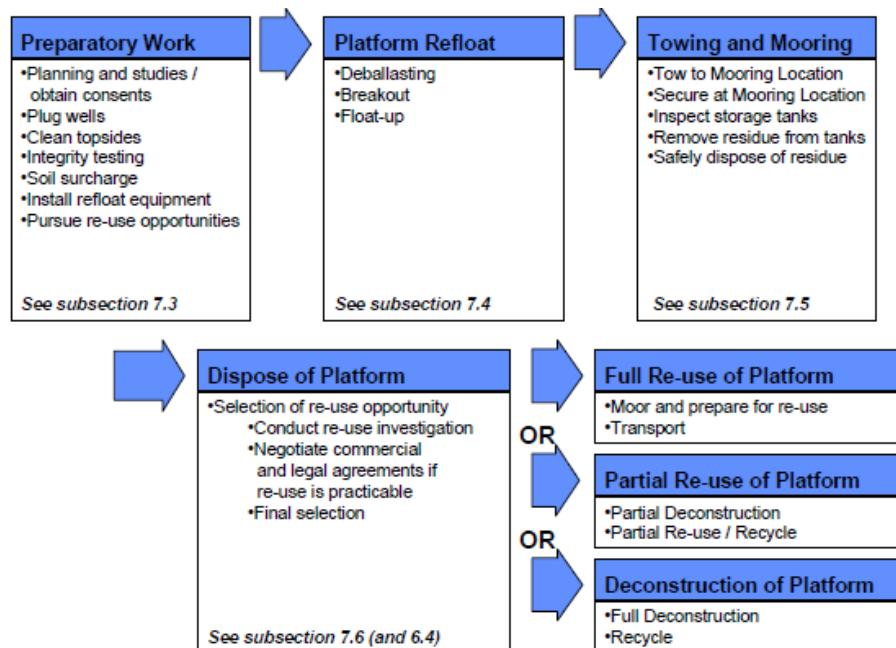 Preparatory Work
•Planning and studies /
obtain consents
•Plug wells
•Clean topsides
•Integrity testing
•Soil surcharge
•Install refloat equipment
•Pursue re-use opportunities
See subsection 7.3
Platform Refloat
•Deballasting
•Breakout
•Float-up
See subsection 7.4
Towing and Mooring
•Tow to Mooring Location
•Secure at Mooring Location
•Inspect storage tanks
•Remove residue from tanks
•Safely dispose of residue
See subsection 7.5
Dispose of Platform
•Selection of re-use opportunity
•Conduct re-use investigation
•Negotiate commercial
and legal agreements if
re-use is practicable
•Final selection
See subsection 7.6 (and 6.4)
Full Re-use of Platform
•Moor and prepare for re-use
•Transport
OR
Partial Re-use of Platform
•Partial Deconstruction
•Partial Re-use / Recycle
OR
Deconstruction of Platform
•Full Deconstruction
•Recycle